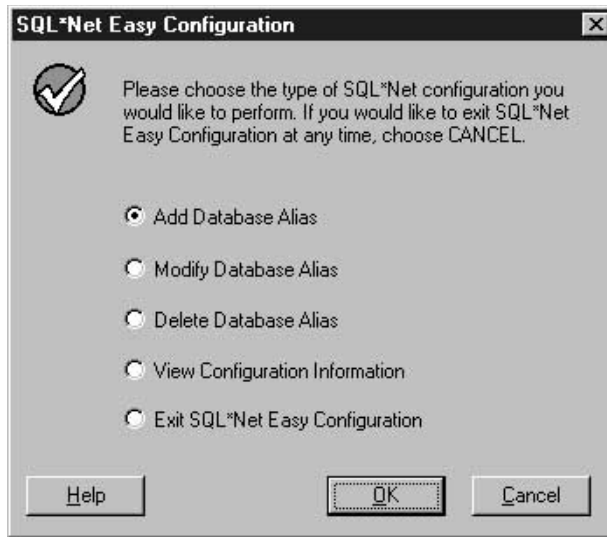 SQL*Net Easy Configuration
Please choose the type of SQL*Net configuration you
would like to perform. If you would like to exit SQL*Net
Easy Configuration at any time, choose CANCEL.
Add Database Alias
Modify Database Alias
Delete Database Alias
View Configuration Information
Exit SQL*Net Easy Configuration
Help
OK
Cancel